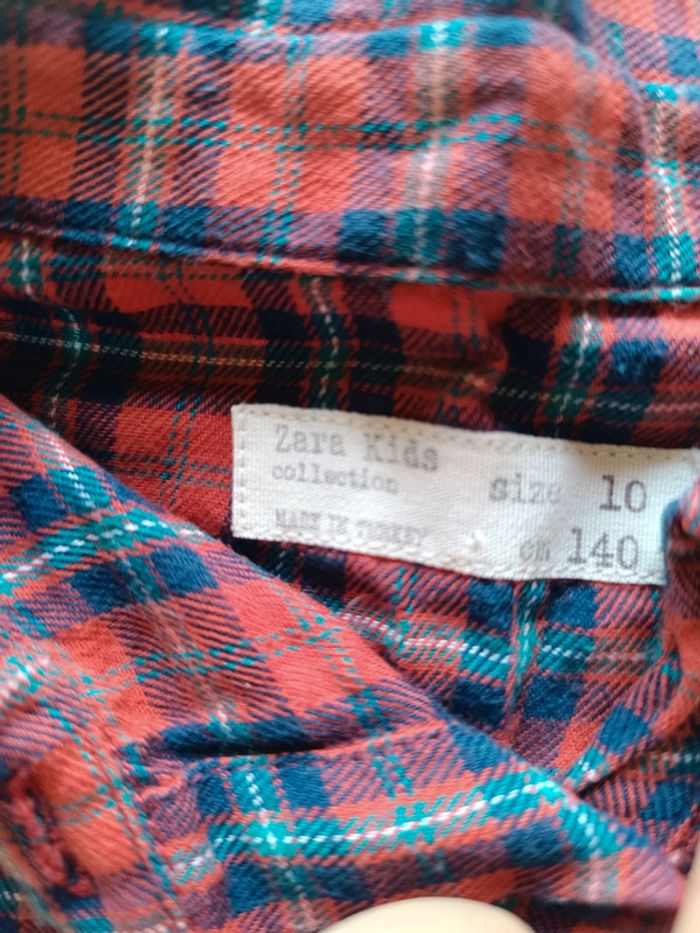 Zara Kids
collection
MADE IN TURKEY
size 10
cm 140